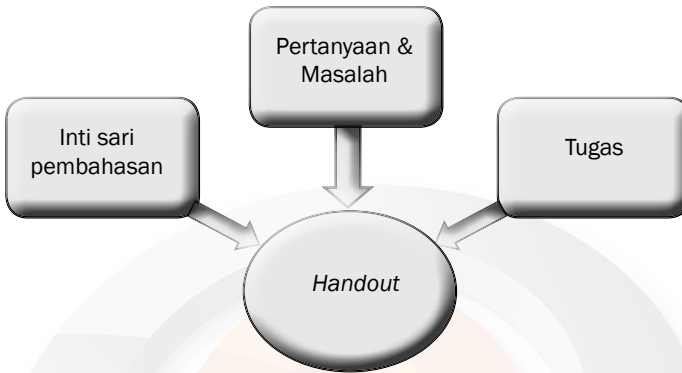 Pertanyaan &
Masalah
Inti sari
pembahasan
Tugas
Handout